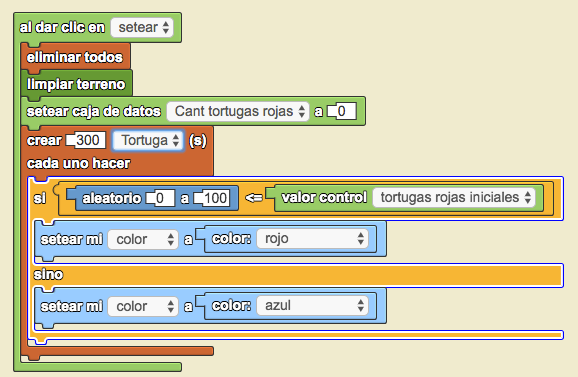 al dar clic en setear
eliminar todos
limpiar terreno
setear caja de datos Cant tortugas rojas a 0
crear 300 Tortuga (s)
cada uno hacer
si aleatorio 0 a 100 <= valor control tortugas rojas iniciales
setear mi color a color: rojo
sino
setear mi color a color: azul